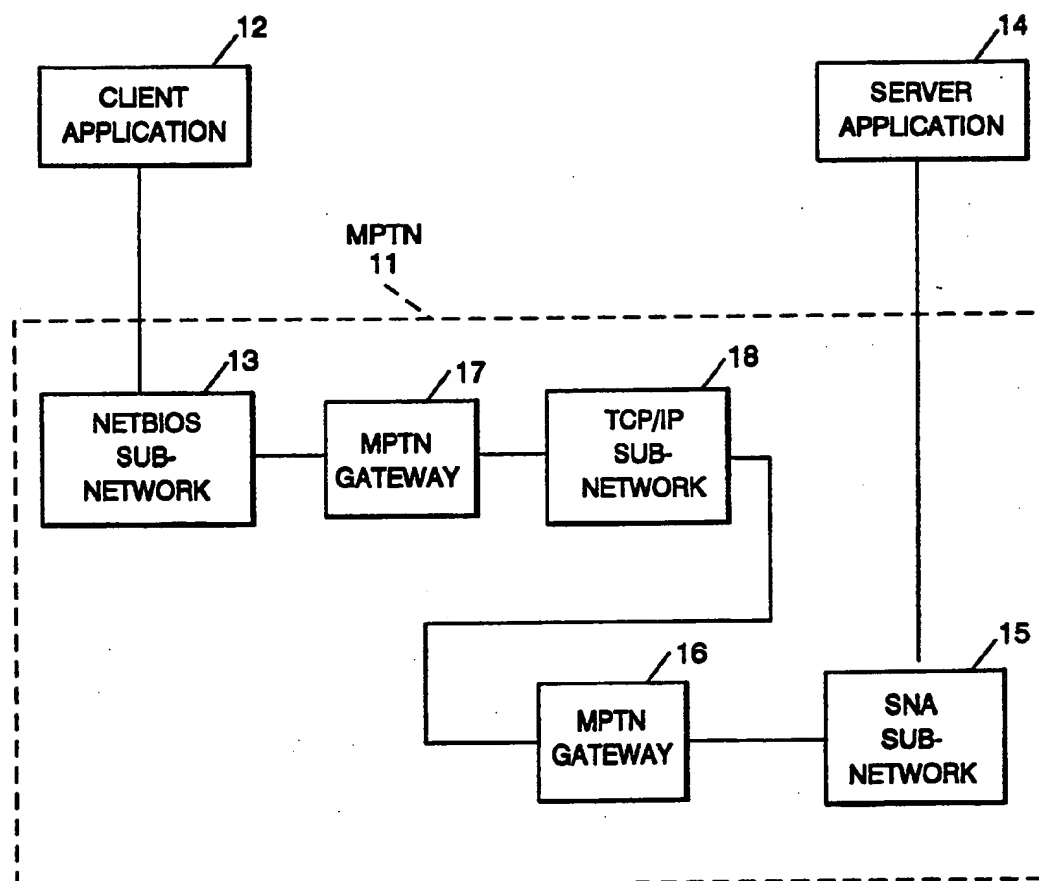 12
CLIENT
APPLICATION
14
SERVER
APPLICATION
MPTN
11
13
NETBIOS
SUB-
NETWORK
17
MPTN
GATEWAY
18
TCP/IP
SUB-
NETWORK
16
MPTN
GATEWAY
15
SNA
SUB-
NETWORK